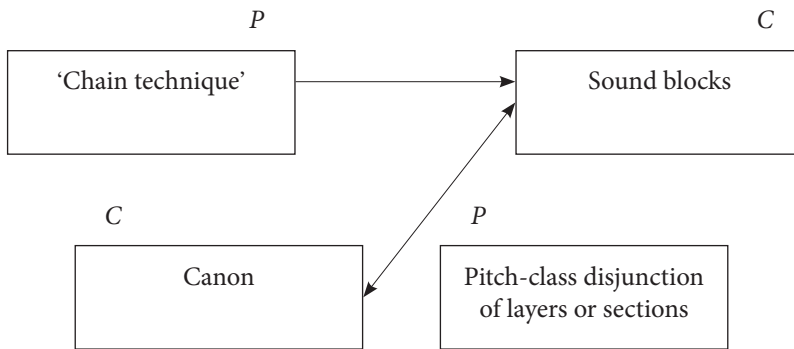 P
C
‘Chain technique’
Sound blocks
C
P
Canon
Pitch-class disjunction
of layers or sections